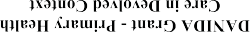 DANIDA Grant - Primary Health
Care in Devolved Context